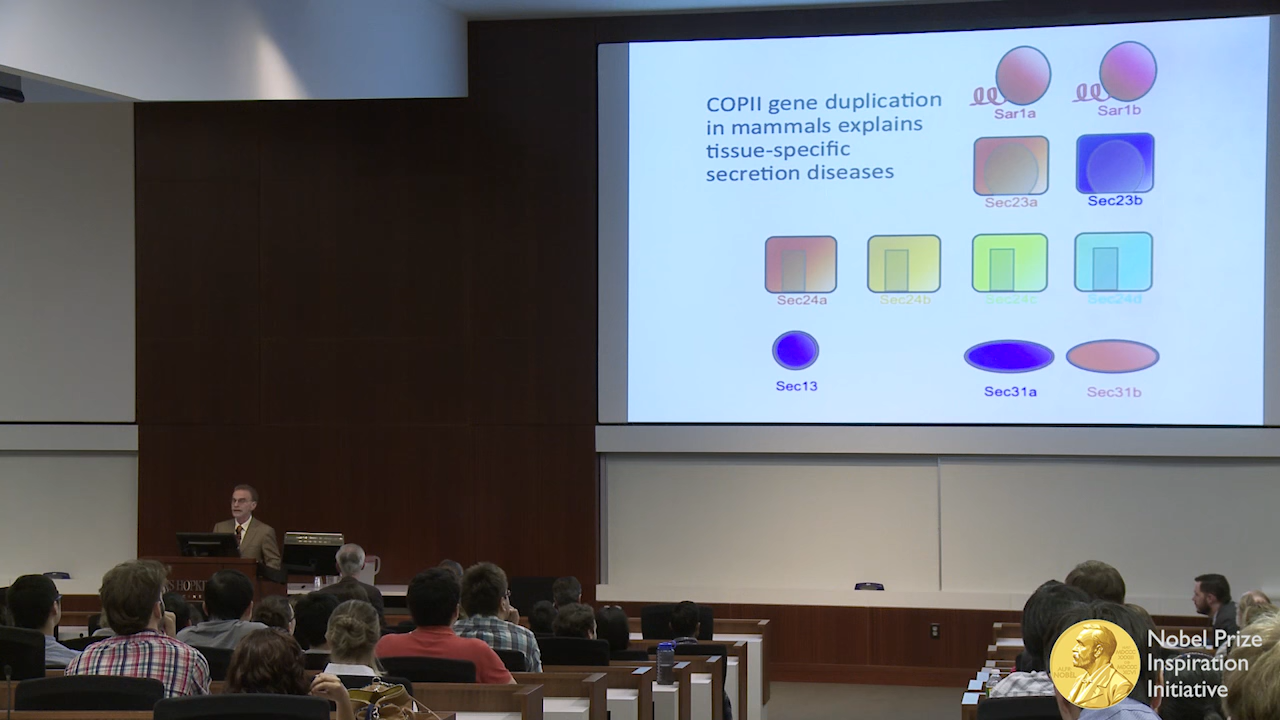 COPII gene duplication
in mammals explains
tissue-specific
secretion diseases
Sar1a Sar1b
Sec23a Sec23b
Sec24a Sec24b Sec24c Sec24d
Sec13 Sec31a Sec31b
Nobel Prize
Inspiration
Initiative